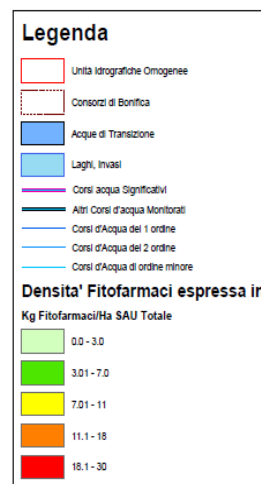 Legenda
Unità Idrografiche Omogenee
Consorzi di Bonifica
Acque di Transizione
Laghi, Invasi
Corsi acqua Significativi
Altri Corsi d'acqua Monitorati
Corsi d'Acqua del 1 ordine
Corsi d'Acqua del 2 ordine
Corsi d'Acqua di ordine minore
Densita' Fitofarmaci espressa in
Kg Fitofarmaci/Ha SAU Totale
0.0 - 3.0
3.01 - 7.0
7.01 - 11
11.1 - 18
18.1 - 30